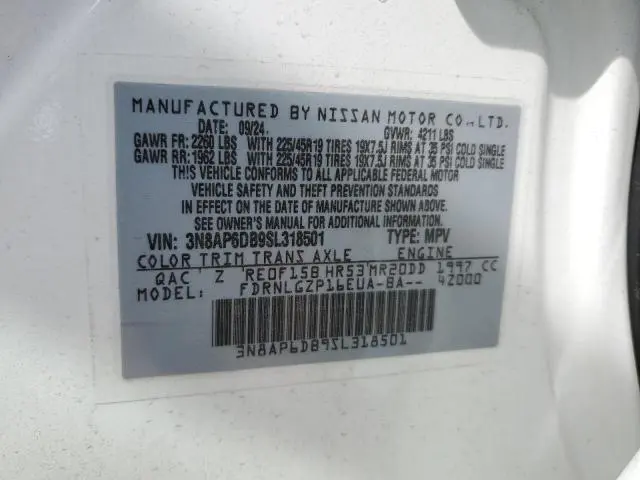 MANUFACTURED BY NISSAN MOTOR CO., LTD.
DATE: 09/24. GVWR: 4211 LBS
GAWR FR: 2260 LBS WITH 225/45R19 TIRES 19X7.5J RIMS AT 35 PSI COLD SINGLE
GAWR RR: 1962 LBS WITH 225/45R19 TIRES 19X7.5J RIMS AT 35 PSI COLD SINGLE
THIS VEHICLE CONFORMS TO ALL APPLICABLE FEDERAL MOTOR
VEHICLE SAFETY AND THEFT PREVENTION STANDARDS
IN EFFECT ON THE DATE OF MANUFACTURE SHOWN ABOVE.
SEE OWNER'S MANUAL FOR ADDITIONAL INFORMATION.
VIN: 3N8AP6DB9SL318501 TYPE: MPV
COLOR TRIM TRANS AXLE ENGINE
QAC Z RE0F15B HR53 MR20DD 1997 CC
FDRNLGZP16EUA-BA-- 4Z000
3N8AP6DB9SL318501